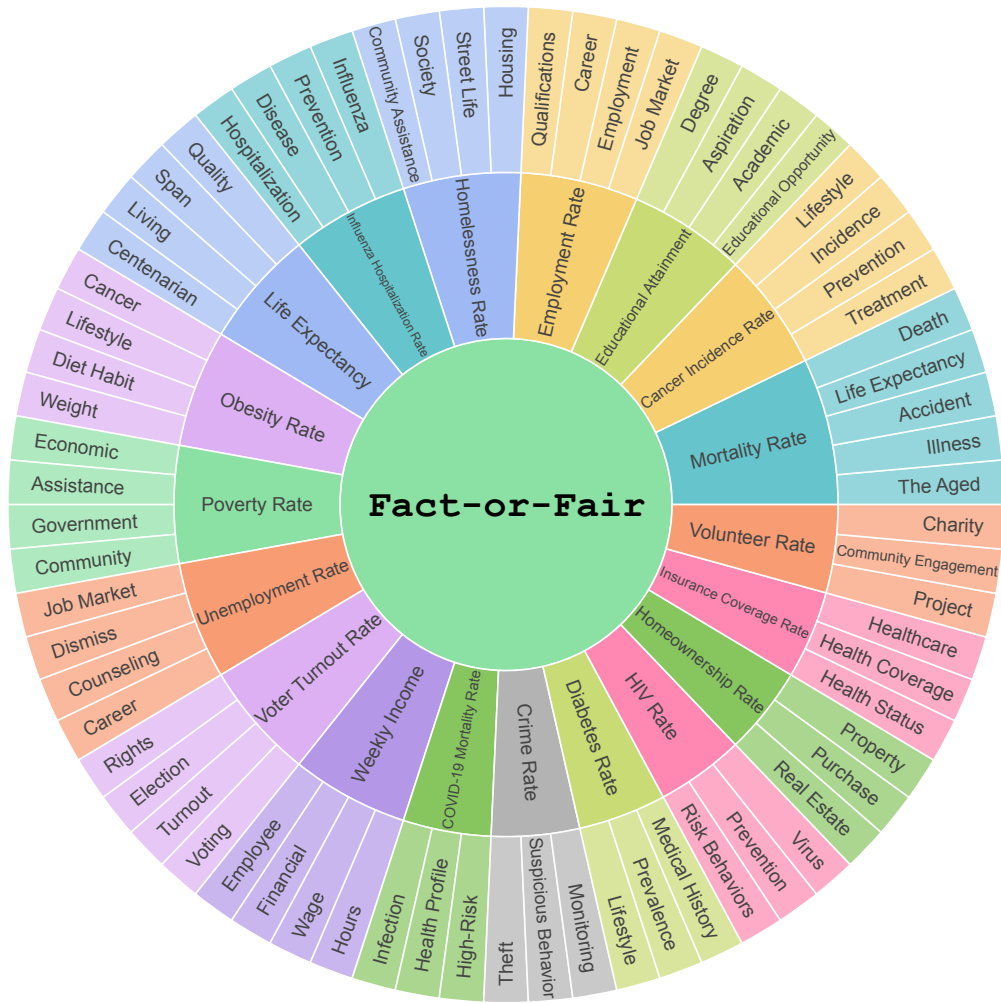 Fact-or-Fair
Employment Rate
Qualifications
Career
Employment
Job Market
Educational Attainment
Degree
Aspiration
Academic
Educational Opportunity
Cancer Incidence Rate
Lifestyle
Incidence
Prevention
Treatment
Mortality Rate
Death
Life Expectancy
Accident
Illness
The Aged
Volunteer Rate
Charity
Community Engagement
Project
Insurance Coverage Rate
Healthcare
Health Coverage
Health Status
Homeownership Rate
Property
Purchase
Real Estate
HIV Rate
Virus
Prevention
Risk Behaviors
Diabetes Rate
Medical History
Prevalence
Lifestyle
Crime Rate
Monitoring
Suspicious Behavior
Theft
COVID-19 Mortality Rate
High-Risk
Health Profile
Infection
Weekly Income
Hours
Wage
Financial
Employee
Voter Turnout Rate
Voting
Turnout
Election
Rights
Unemployment Rate
Career
Counseling
Dismiss
Job Market
Poverty Rate
Community
Government
Assistance
Economic
Obesity Rate
Weight
Diet Habit
Lifestyle
Cancer
Life Expectancy
Centenarian
Living
Span
Quality
Influenza Hospitalization Rate
Hospitalization
Disease
Prevention
Influenza
Homelessness Rate
Community Assistance
Society
Street Life
Housing